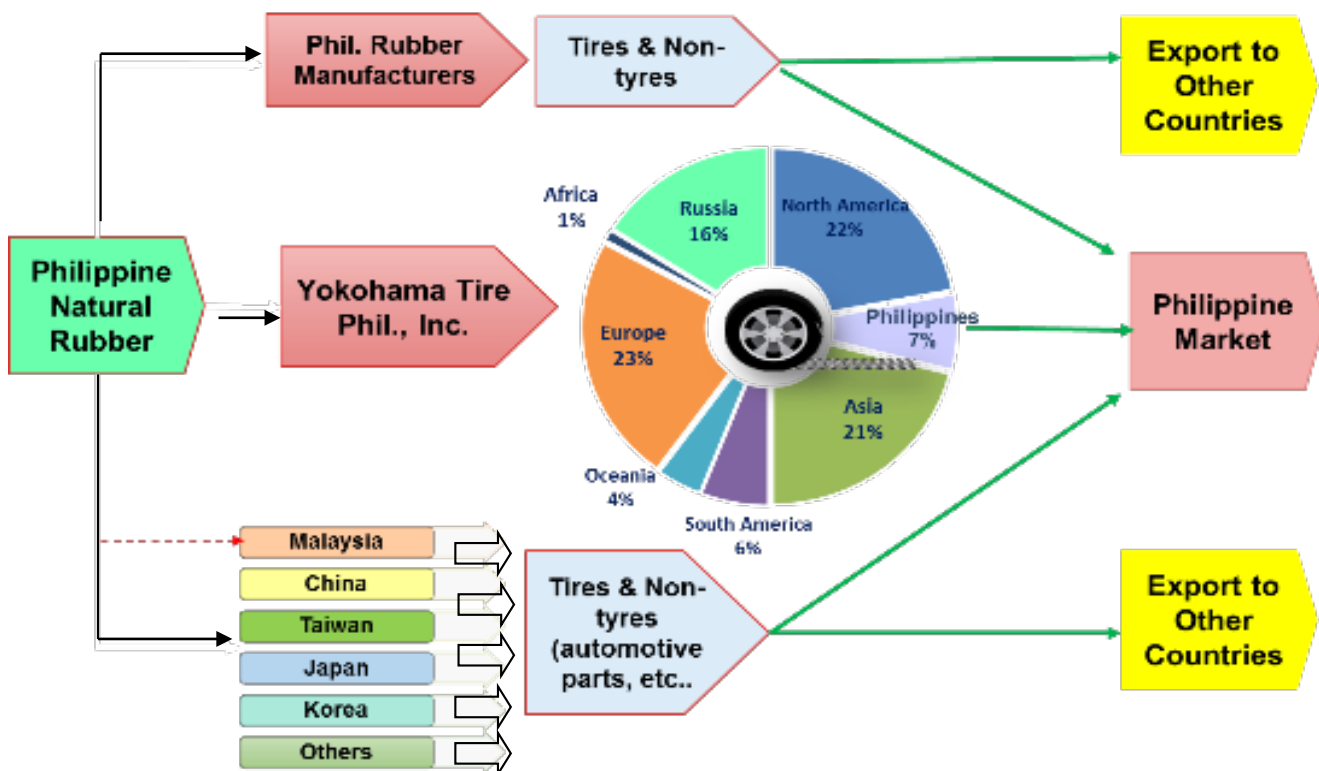 Phil. Rubber
Manufacturers
Tires & Non-
tyres
Export to
Other
Countries
Africa
1%
Russia
16%
North America
22%
Philippine
Natural
Rubber
Yokohama Tire
Phil., Inc.
Europe
23%
Philippines
7%
Philippine
Market
Asia
21%
Oceania
4%
South America
6%
Malaysia
China
Taiwan
Japan
Korea
Others
Tires & Non-
tyres
(automotive
parts, etc..
Export to
Other
Countries